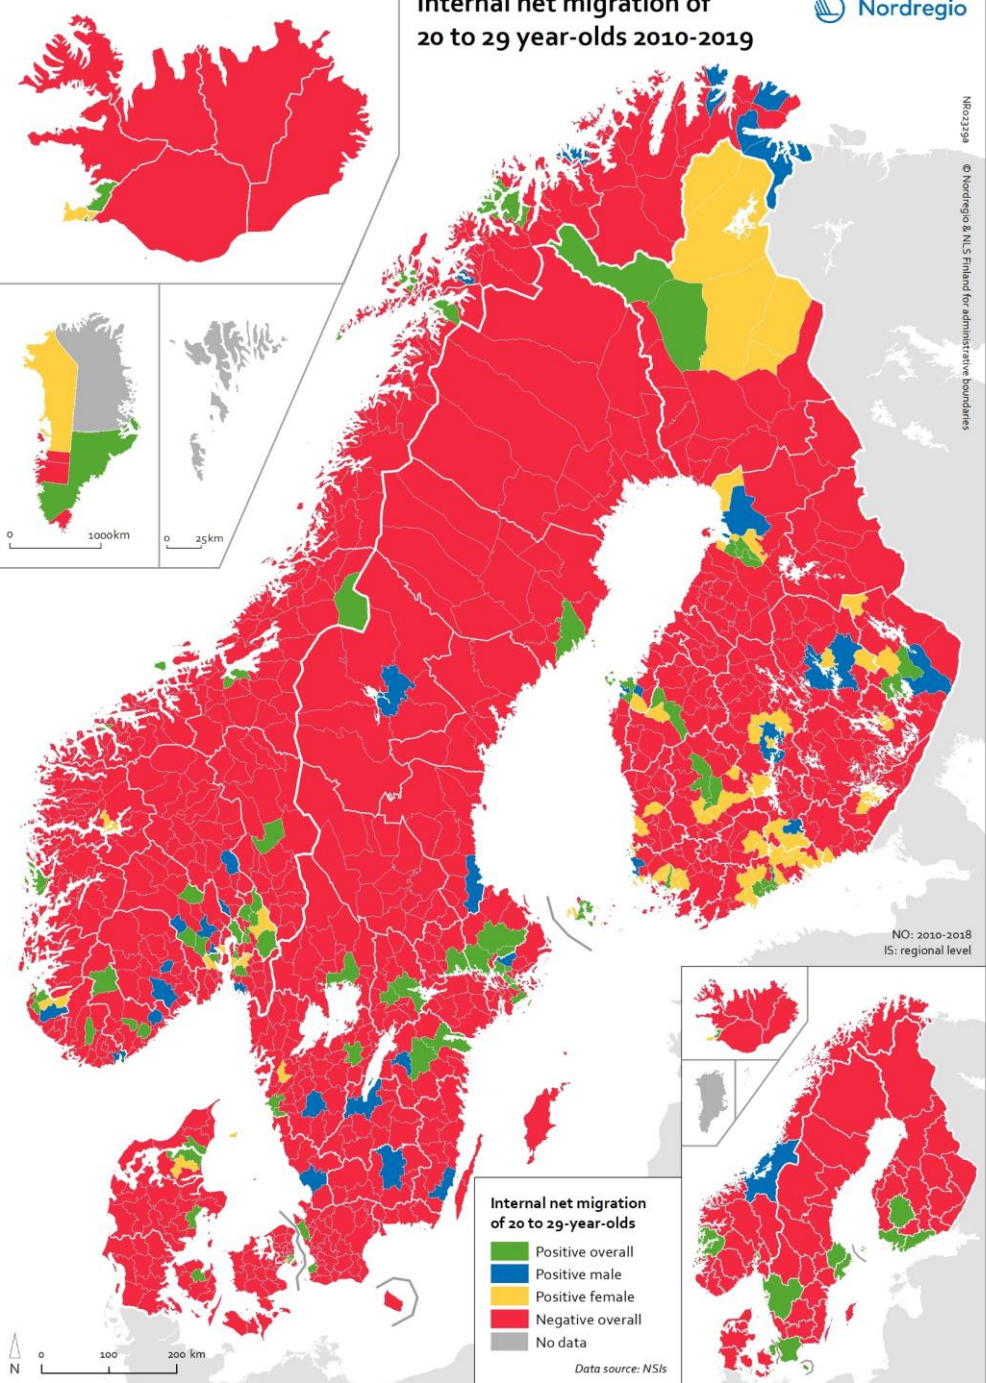 Internal net migration of
20 to 29 year-olds 2010-2019
Nordregio
NR02329a © Nordregio & NLS Finland for administrative boundaries
0 1000km
0 25km
NO: 2010-2018
IS: regional level
Internal net migration
of 20 to 29-year-olds
Positive overall
Positive male
Positive female
Negative overall
No data
Data source: NSIs
N
0 100 200 km